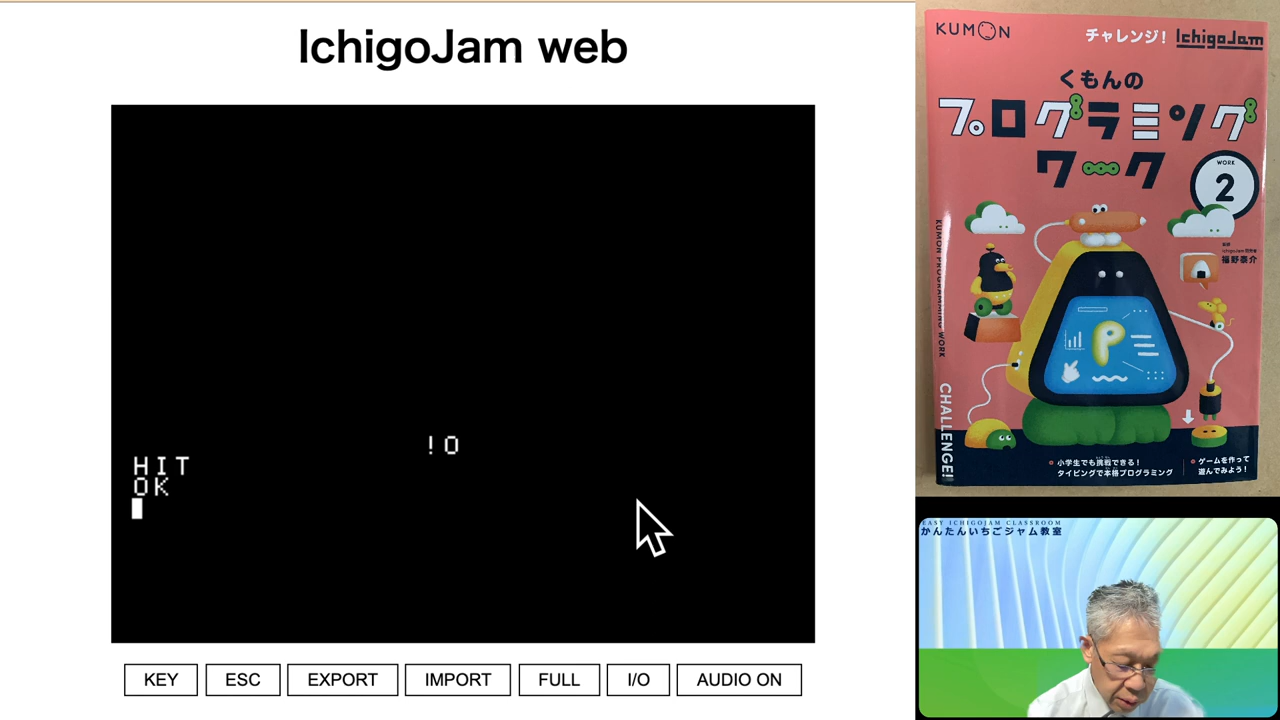 IchigoJam web
!O
HIT
OK
KEY
ESC
EXPORT
IMPORT
FULL
I/O
AUDIO ON
KUMON
チャレンジ! IchigoJam
くもんの
プログラミング
ワーク
WORK
2
福野泰介
P
KUMON PROGRAMMING WORK
CHALLENGE!
小学生でも挑戦できる!
タイピングで本格プログラミング
ゲームを作って
遊んでみよう!
EASY ICHIGOJAM CLASSROOM
かんたんいちごジャム教室